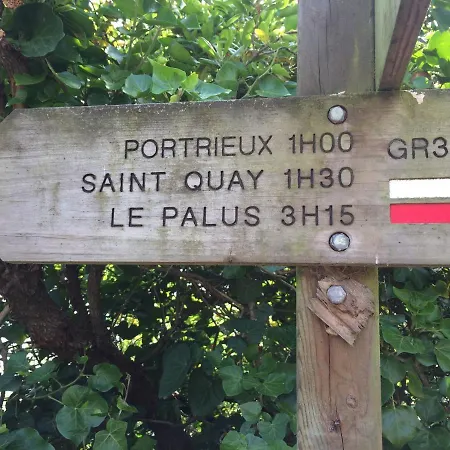 PORTRIEUX 1H00
SAINT QUAY 1H30
LE PALUS 3H15
GR3